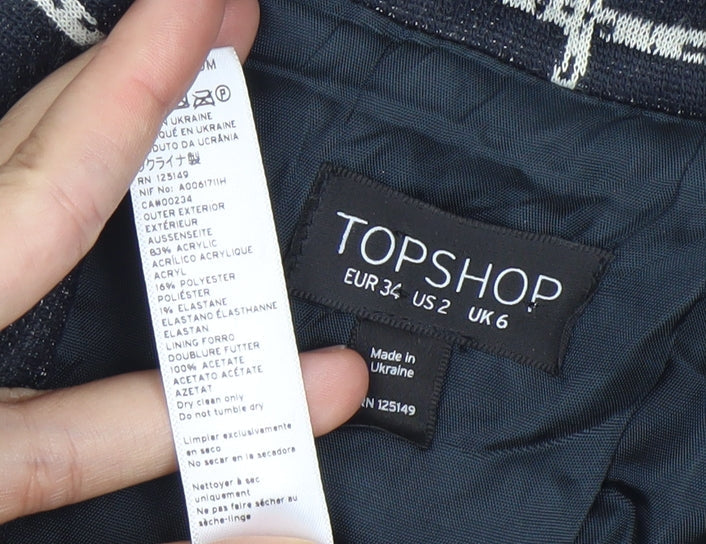 UM
P
N UKRAINE
QUÉ EN UKRAINE
DUTO DA UCRÂNIA
クライナ製
RN 125149
NIF No: A0061711H
CA#00234
OUTER EXTERIOR
EXTÉRIEUR
AUSSENSEITE
83% ACRYLIC
ACRÍLICO ACRYLIQUE
ACRYL
16% POLYESTER
POLIÉSTER
1% ELASTANE
ELASTANO ÉLASTHANNE
ELASTAN
LINING FORRO
DOUBLURE FUTTER
100% ACETATE
ACETATO ACÉTATE
AZETAT
Dry clean only
Do not tumble dry
Limpiar exclusivamente
en seco
No secar en la secadora
Nettoyer à sec
uniquement
Ne pas faire sécher au
sèche-linge
TOPSHOP
EUR 34 US 2 UK 6
Made in
Ukraine
RN 125149